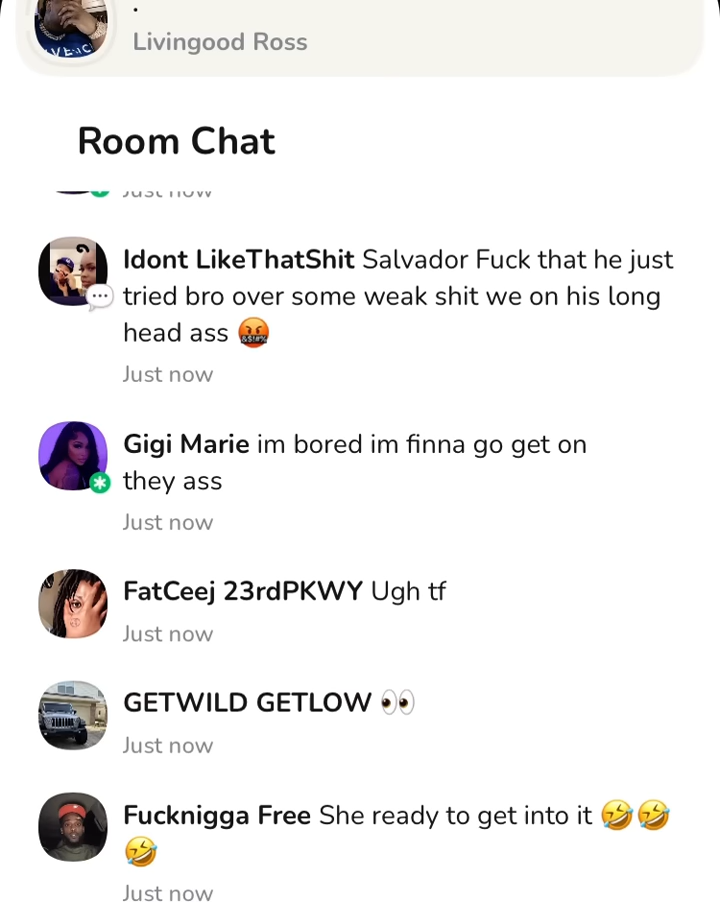 .
Livingood Ross
Room Chat
Just now
Idont LikeThatShit Salvador Fuck that he just
tried bro over some weak shit we on his long
head ass 🤬
Just now
Gigi Marie im bored im finna go get on
they ass
Just now
FatCeej 23rdPKWY Ugh tf
Just now
GETWILD GETLOW 👀
Just now
Fucknigga Free She ready to get into it 🤣🤣
🤣
Just now